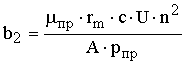 b₂ = (μпр · rm · c · U · n²) / (A · pпр)